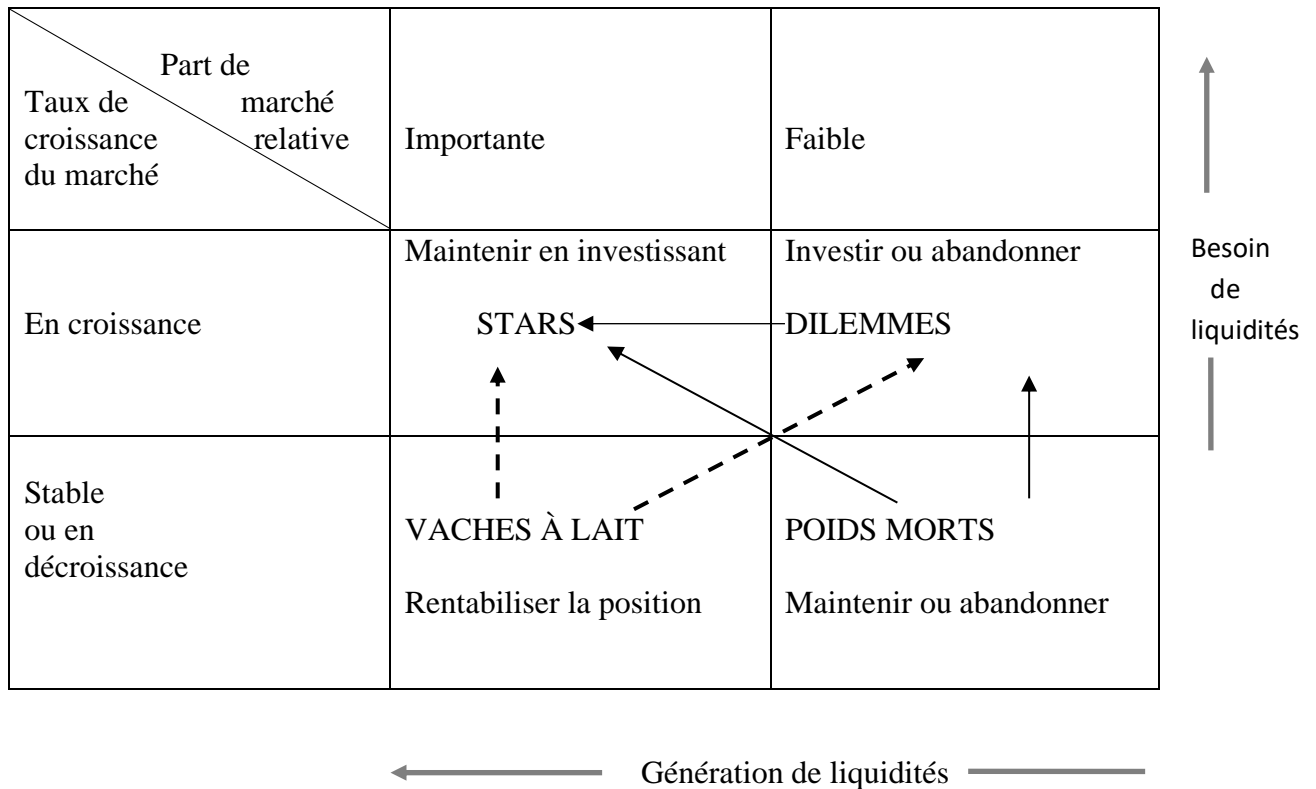 Part de
Taux de marché
croissance relative
du marché
Importante
Faible
Maintenir en investissant
Investir ou abandonner
En croissance
STARS
DILEMMES
Besoin
de
liquidités
Stable
ou en
décroissance
VACHES À LAIT
POIDS MORTS
Rentabiliser la position
Maintenir ou abandonner
Génération de liquidités